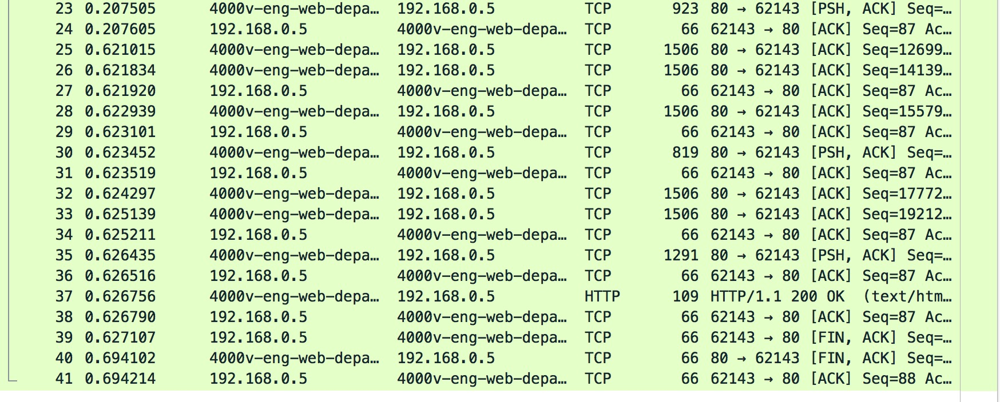 23 0.207505 4000v-eng-web-depa… 192.168.0.5 TCP 923 80 → 62143 [PSH, ACK] Seq=…
24 0.207605 192.168.0.5 4000v-eng-web-depa… TCP 66 62143 → 80 [ACK] Seq=87 Ac…
25 0.621015 4000v-eng-web-depa… 192.168.0.5 TCP 1506 80 → 62143 [ACK] Seq=12699…
26 0.621834 4000v-eng-web-depa… 192.168.0.5 TCP 1506 80 → 62143 [ACK] Seq=14139…
27 0.621920 192.168.0.5 4000v-eng-web-depa… TCP 66 62143 → 80 [ACK] Seq=87 Ac…
28 0.622939 4000v-eng-web-depa… 192.168.0.5 TCP 1506 80 → 62143 [ACK] Seq=15579…
29 0.623101 192.168.0.5 4000v-eng-web-depa… TCP 66 62143 → 80 [ACK] Seq=87 Ac…
30 0.623452 4000v-eng-web-depa… 192.168.0.5 TCP 819 80 → 62143 [PSH, ACK] Seq=…
31 0.623519 192.168.0.5 4000v-eng-web-depa… TCP 66 62143 → 80 [ACK] Seq=87 Ac…
32 0.624297 4000v-eng-web-depa… 192.168.0.5 TCP 1506 80 → 62143 [ACK] Seq=17772…
33 0.625139 4000v-eng-web-depa… 192.168.0.5 TCP 1506 80 → 62143 [ACK] Seq=19212…
34 0.625211 192.168.0.5 4000v-eng-web-depa… TCP 66 62143 → 80 [ACK] Seq=87 Ac…
35 0.626435 4000v-eng-web-depa… 192.168.0.5 TCP 1291 80 → 62143 [PSH, ACK] Seq=…
36 0.626516 192.168.0.5 4000v-eng-web-depa… TCP 66 62143 → 80 [ACK] Seq=87 Ac…
37 0.626756 4000v-eng-web-depa… 192.168.0.5 HTTP 109 HTTP/1.1 200 OK (text/htm…
38 0.626790 192.168.0.5 4000v-eng-web-depa… TCP 66 62143 → 80 [ACK] Seq=87 Ac…
39 0.627107 192.168.0.5 4000v-eng-web-depa… TCP 66 62143 → 80 [FIN, ACK] Seq=…
40 0.694102 4000v-eng-web-depa… 192.168.0.5 TCP 66 80 → 62143 [FIN, ACK] Seq=…
41 0.694214 192.168.0.5 4000v-eng-web-depa… TCP 66 62143 → 80 [ACK] Seq=88 Ac…